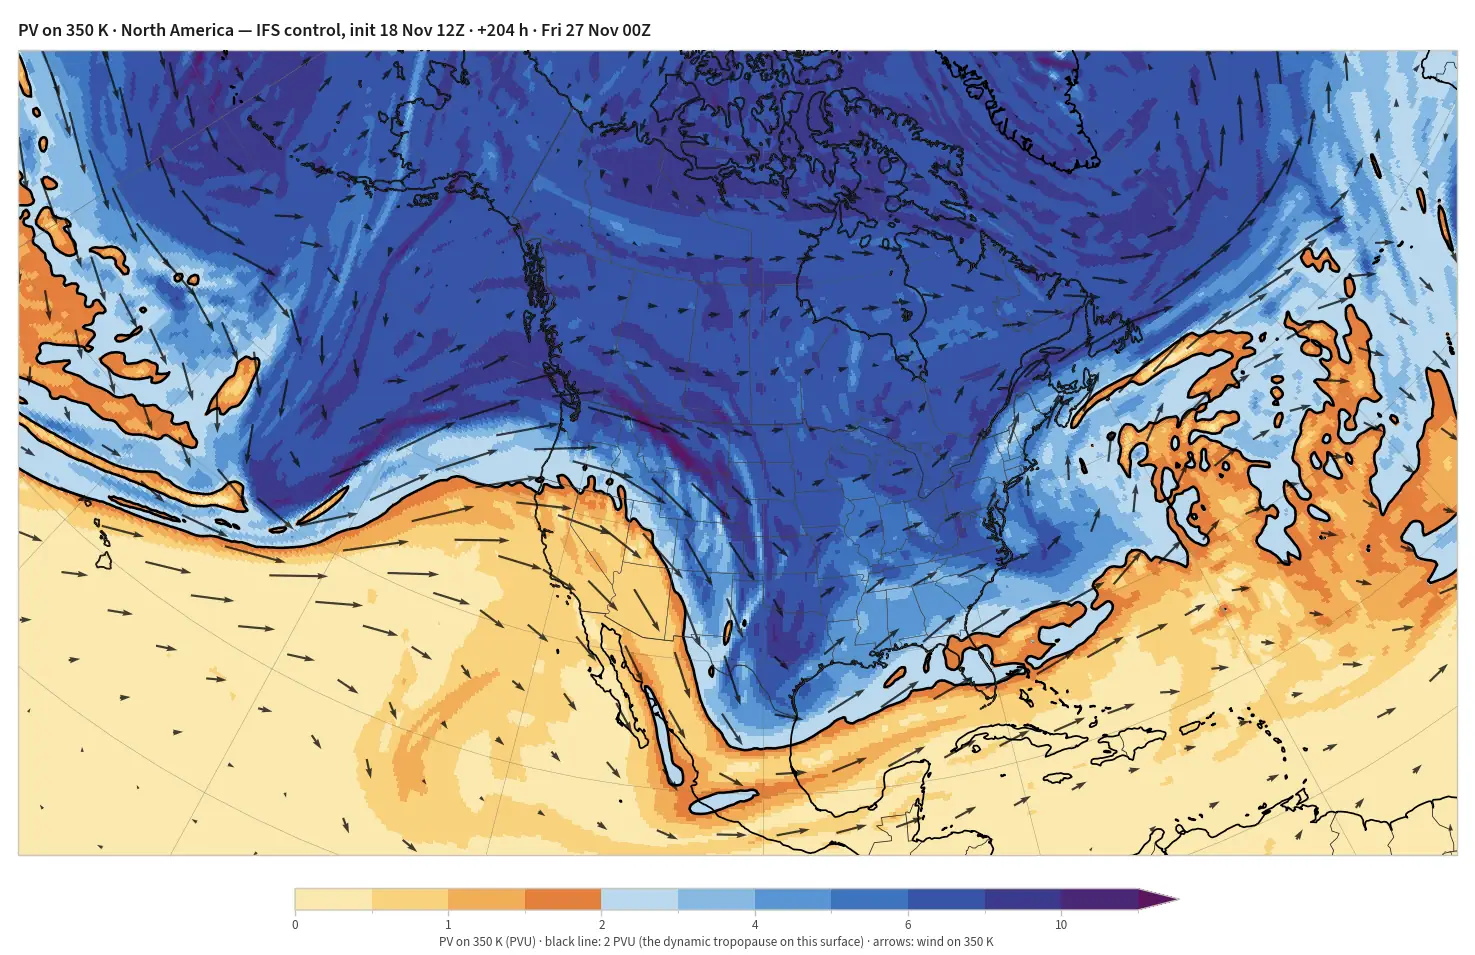 PV on 350 K · North America — IFS control, init 18 Nov 12Z · +204 h · Fri 27 Nov 00Z
0 1 2 4 6 10
PV on 350 K (PVU) · black line: 2 PVU (the dynamic tropopause on this surface) · arrows: wind on 350 K